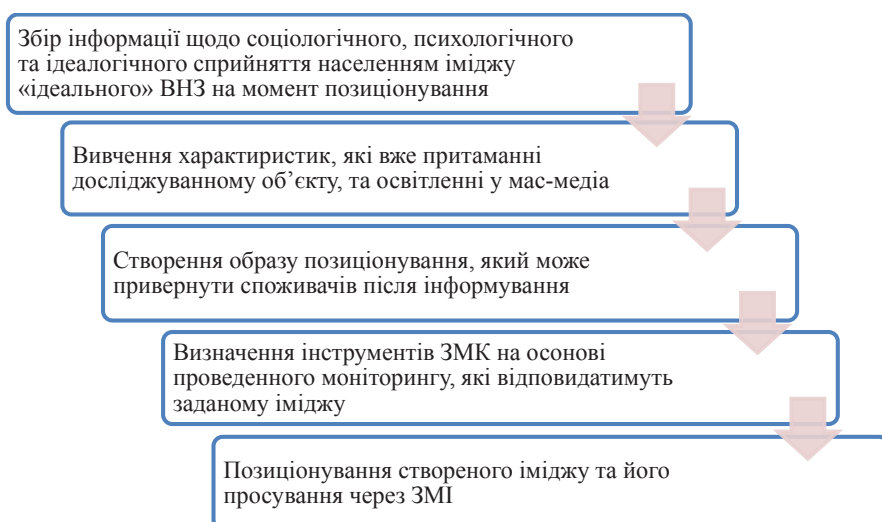 Збір інформації щодо соціологічного, психологічного
та ідеалогічного сприйняття населенням іміджу
«ідеального» ВНЗ на момент позиціонування
Вивчення характиристик, які вже притаманні
досліджуванному об’єкту, та освітленні у мас-медіа
Створення образу позиціонування, який може
привернути споживачів після інформування
Визначення інструментів ЗМК на осонові
проведенного моніторингу, які відповидатимуть
заданому іміджу
Позиціонування створеного іміджу та його
просування через ЗМІ